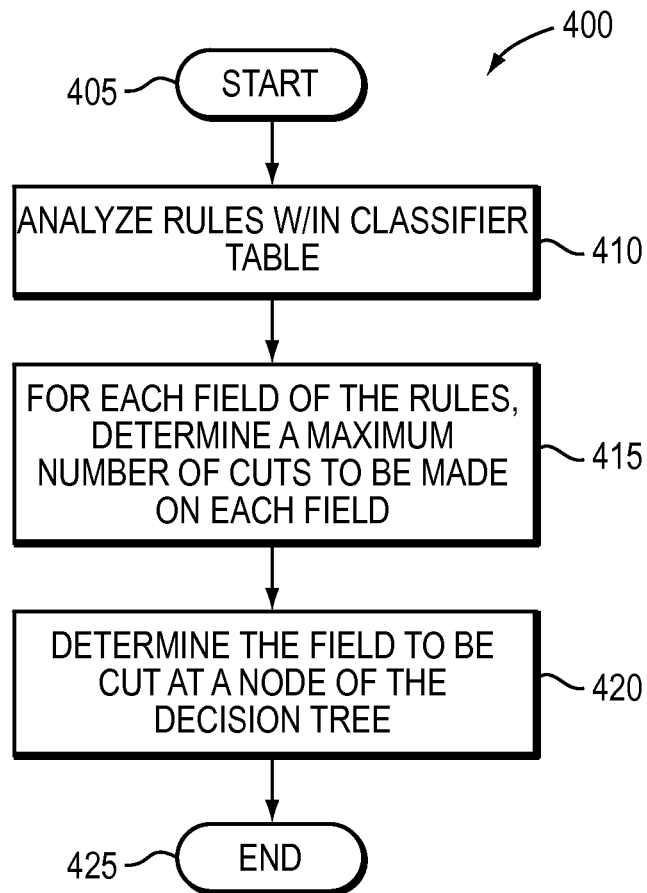 400
405
START
ANALYZE RULES W/IN CLASSIFIER
TABLE
410
FOR EACH FIELD OF THE RULES,
DETERMINE A MAXIMUM
NUMBER OF CUTS TO BE MADE
ON EACH FIELD
415
DETERMINE THE FIELD TO BE
CUT AT A NODE OF THE
DECISION TREE
420
425
END